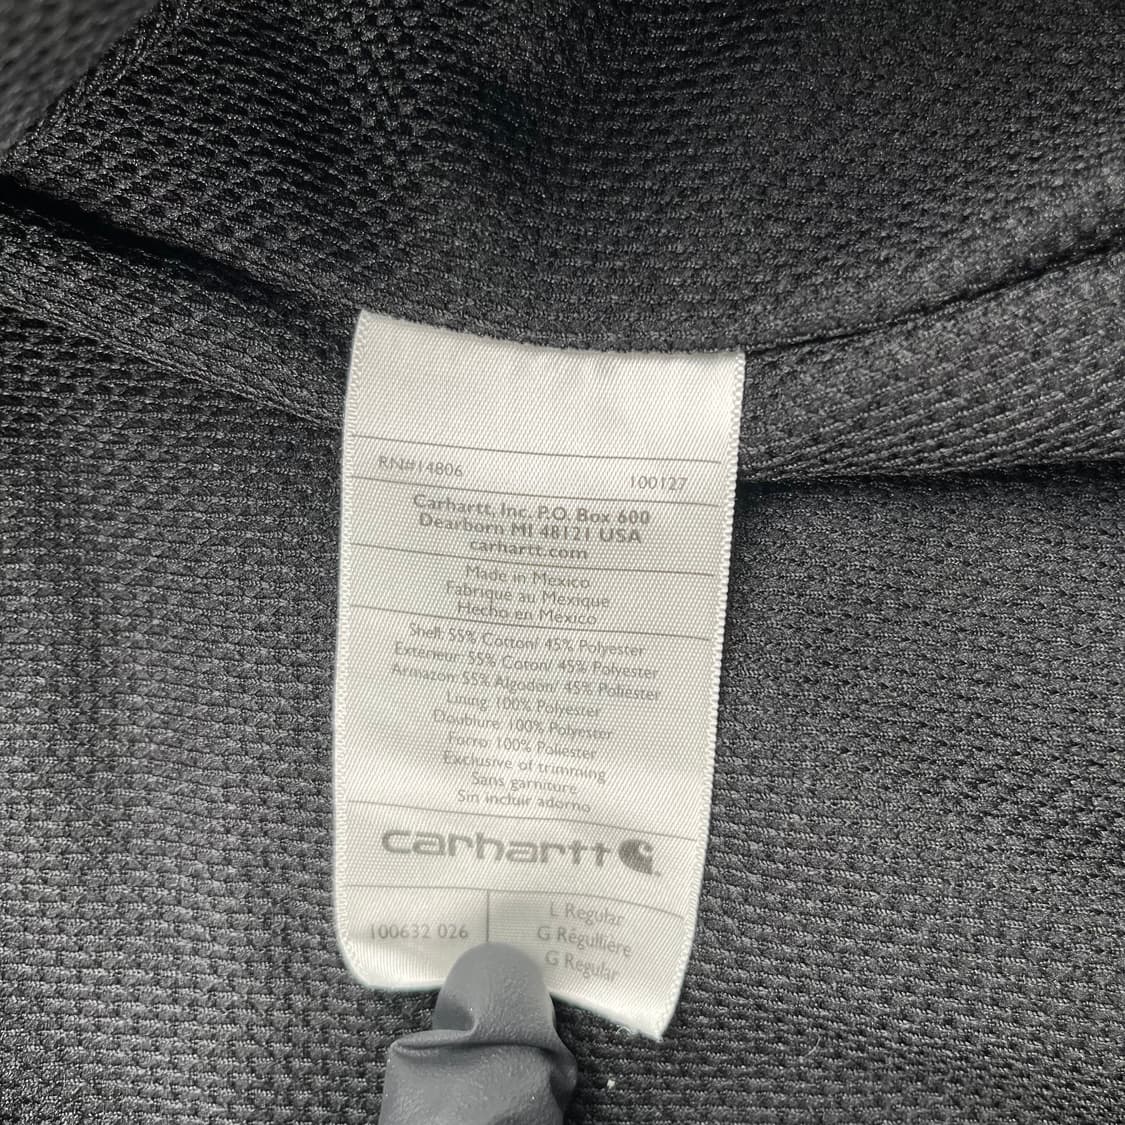 RN#14806 100127
Carhartt, Inc. P.O. Box 600
Dearborn MI 48121 USA
carhartt.com
Made in Mexico
Fabrique au Mexique
Hecho en México
Shell: 55% Cotton/ 45% Polyester
Exterieur: 55% Coton/ 45% Polyester
Armazon: 55% Algodon/ 45% Poliester
Lining: 100% Polyester
Doublure: 100% Polyester
Forro: 100% Poliester
Exclusive of trimming
Sans garniture
Sin incluir adorno
carhartt
100632 026
L Regular
G Régullière
G Regular